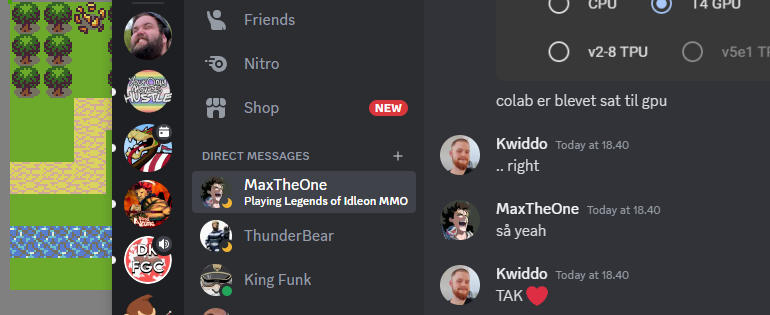 Friends
Nitro
Shop
NEW
DIRECT MESSAGES
MaxTheOne
Playing Legends of Idleon MMO
ThunderBear
King Funk
DK
FGC
HUSTLE
CPU
T4 GPU
v2-8 TPU
v5e1 TP
colab er blevet sat til gpu
Kwiddo Today at 18.40
.. right
MaxTheOne Today at 18.40
så yeah
Kwiddo Today at 18.40
TAK ❤️